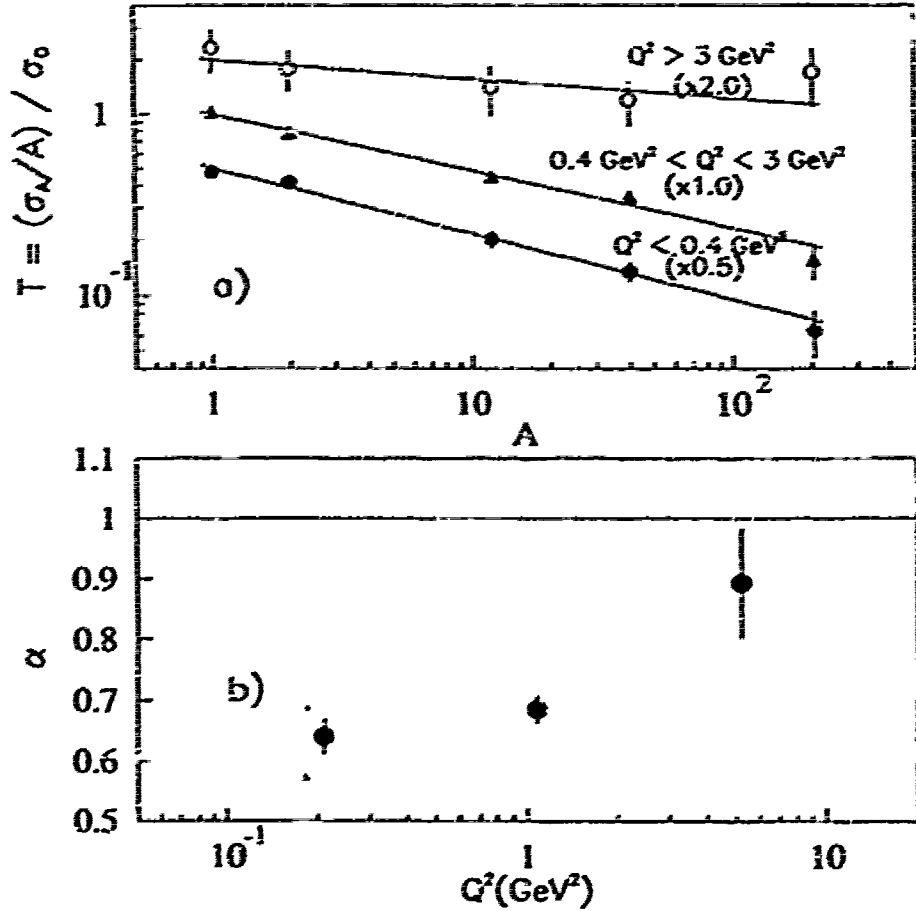 T = (σ_A/A) / σ_0
1
10⁻¹
Q² > 3 GeV²
(x2.0)
0.4 GeV² < Q² < 3 GeV²
(x1.0)
Q² < 0.4 GeV²
(x0.5)
a)
1
10
10²
A
α
1.1
1
0.9
0.8
0.7
0.6
0.5
b)
10⁻¹
1
10
Q²(GeV²)